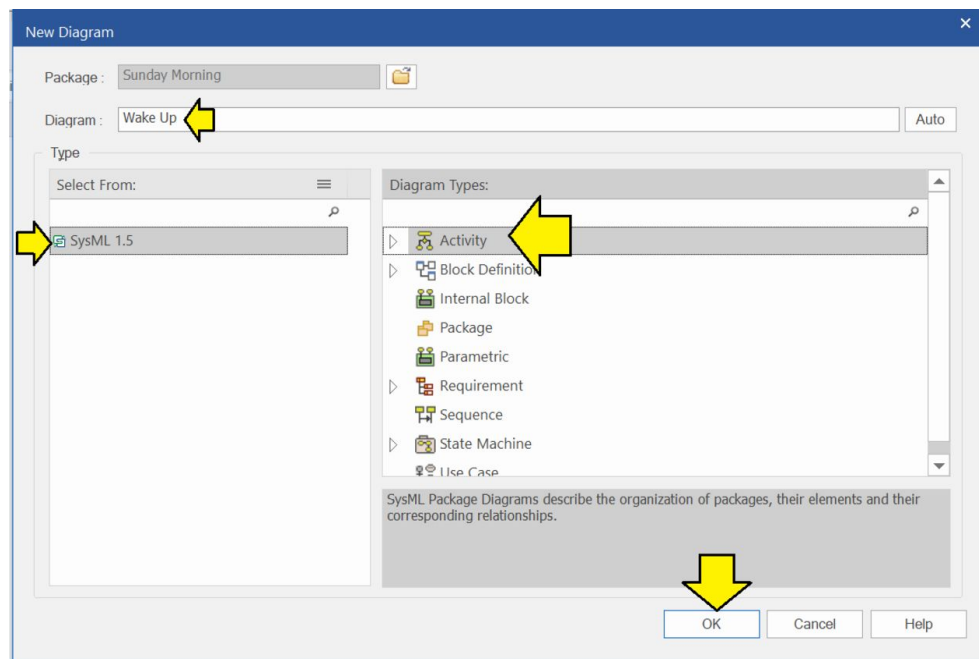 New Diagram
Package : Sunday Morning
Diagram : Wake Up Auto
Type
Select From:
SysML 1.5
Diagram Types:
Activity
Block Definition
Internal Block
Package
Parametric
Requirement
Sequence
State Machine
Use Case
SysML Package Diagrams describe the organization of packages, their elements and their
corresponding relationships.
OK Cancel Help